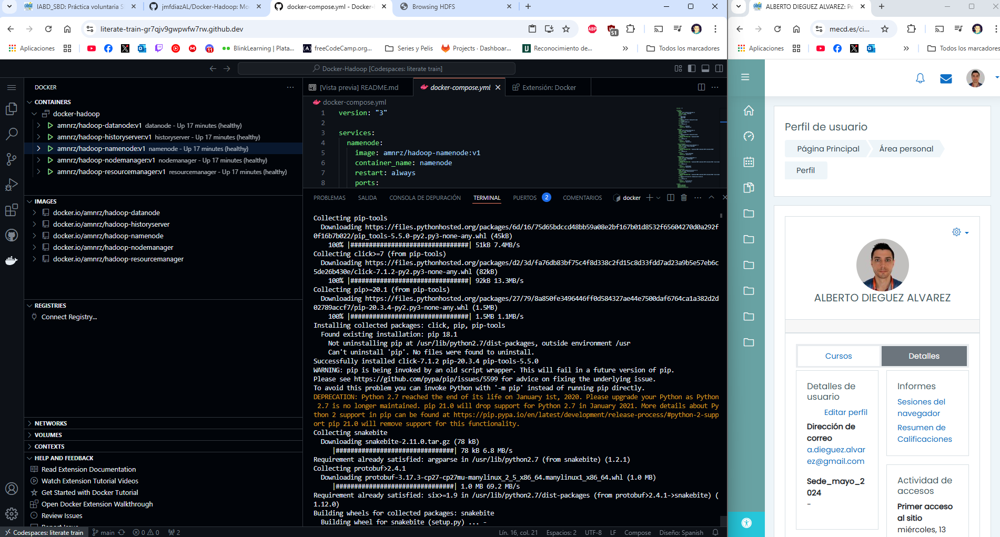 IABD_SBD: Práctica voluntaria S
jmfdiazAL/Docker-Hadoop: Mo
docker-compose.yml - Docker-
Browsing HDFS
literate-train-gr7qjv9gwpwfw7rw.github.dev
ABP
51
Aplicaciones
11
BlinkLearning | Plata...
freeCodeCamp.org...
Series y Pelis
Projects · Dashboar...
Reconocimiento de...
Todos los marcadores
Docker-Hadoop [Codespaces: literate train]
DOCKER
CONTAINERS
docker-hadoop
amnrz/hadoop-datanode:v1 datanode - Up 17 minutes (healthy)
amnrz/hadoop-historyserver:v1 historyserver - Up 17 minutes (healthy)
amnrz/hadoop-namenode:v1 namenode - Up 17 minutes (healthy)
amnrz/hadoop-nodemanager:v1 nodemanager - Up 17 minutes (healthy)
amnrz/hadoop-resourcemanager:v1 resourcemanager - Up 17 minutes (healthy)
IMAGES
docker.io/amnrz/hadoop-datanode
docker.io/amnrz/hadoop-historyserver
docker.io/amnrz/hadoop-namenode
docker.io/amnrz/hadoop-nodemanager
docker.io/amnrz/hadoop-resourcemanager
REGISTRIES
Connect Registry...
NETWORKS
VOLUMES
CONTEXTS
HELP AND FEEDBACK
Read Extension Documentation
Watch Extension Tutorial Videos
Get Started with Docker Tutorial
Open Docker Extension Walkthrough
Review Issues
Report Issue
[Vista previa] README.md
docker-compose.yml
Extensión: Docker
docker-compose.yml
1 version: "3"
2
3 services:
4 namenode:
5 image: amnrz/hadoop-namenode:v1
6 container_name: namenode
7 restart: always
8 ports:
PROBLEMAS SALIDA CONSOLA DE DEPURACIÓN TERMINAL PUERTOS 2 COMENTARIOS docker
Collecting pip-tools
Downloading https://files.pythonhosted.org/packages/6d/16/75d65bdccd48bb59a08e2bf167b01d8532f65604270d0a292f
0f16b7b022/pip_tools-5.5.0-py2.py3-none-any.whl (45kB)
100% |################################| 51kB 7.4MB/s
Collecting click>=7 (from pip-tools)
Downloading https://files.pythonhosted.org/packages/d2/3d/fa76db83bf75c4f8d338c2fd15c8d33fdd7ad23a9b5e57eb6c
5de26b430e/click-7.1.2-py2.py3-none-any.whl (82kB)
100% |################################| 92kB 13.3MB/s
Collecting pip>=20.1 (from pip-tools)
Downloading https://files.pythonhosted.org/packages/27/79/8a850fe3496446ff0d584327ae44e7500daf6764ca1a382d2d
02789accf7/pip-20.3.4-py2.py3-none-any.whl (1.5MB)
100% |################################| 1.5MB 1.1MB/s
Installing collected packages: click, pip, pip-tools
Found existing installation: pip 18.1
Not uninstalling pip at /usr/lib/python2.7/dist-packages, outside environment /usr
Can't uninstall 'pip'. No files were found to uninstall.
Successfully installed click-7.1.2 pip-20.3.4 pip-tools-5.5.0
WARNING: pip is being invoked by an old script wrapper. This will fail in a future version of pip.
Please see https://github.com/pypa/pip/issues/5599 for advice on fixing the underlying issue.
To avoid this problem you can invoke Python with '-m pip' instead of running pip directly.
DEPRECATION: Python 2.7 reached the end of its life on January 1st, 2020. Please upgrade your Python as Python
2.7 is no longer maintained. pip 21.0 will drop support for Python 2.7 in January 2021. More details about Py
thon 2 support in pip can be found at https://pip.pypa.io/en/latest/development/release-process/#python-2-supp
ort pip 21.0 will remove support for this functionality.
Collecting snakebite
Downloading snakebite-2.11.0.tar.gz (78 kB)
|################################| 78 kB 6.8 MB/s
Requirement already satisfied: argparse in /usr/lib/python2.7 (from snakebite) (1.2.1)
Collecting protobuf>2.4.1
Downloading protobuf-3.17.3-cp27-cp27mu-manylinux_2_5_x86_64.manylinux1_x86_64.whl (1.0 MB)
|################################| 1.0 MB 69.2 MB/s
Requirement already satisfied: six>=1.9 in /usr/lib/python2.7/dist-packages (from protobuf>2.4.1->snakebite) (
1.12.0)
Building wheels for collected packages: snakebite
Building wheel for snakebite (setup.py) ... -
Codespaces: literate train main 0 0 2
Lín. 16, col. 21 Espacios: 2 UTF-8 LF Compose Diseño: Spanish
ALBERTO DIEGUEZ ALVAREZ: Pe
mecd.es/ci...
Aplicaciones
Todos los marcadores
Perfil de usuario
Página Principal
Área personal
Perfil
ALBERTO DIEGUEZ ALVAREZ
Cursos
Detalles
Detalles de
usuario
Editar perfil
Dirección de
correo
a.dieguez.alvar
ez@gmail.com
Sede_mayo_2
024
-
Informes
Sesiones del
navegador
Resumen de
Calificaciones
Actividad de
accesos
Primer acceso
al sitio
miércoles, 13